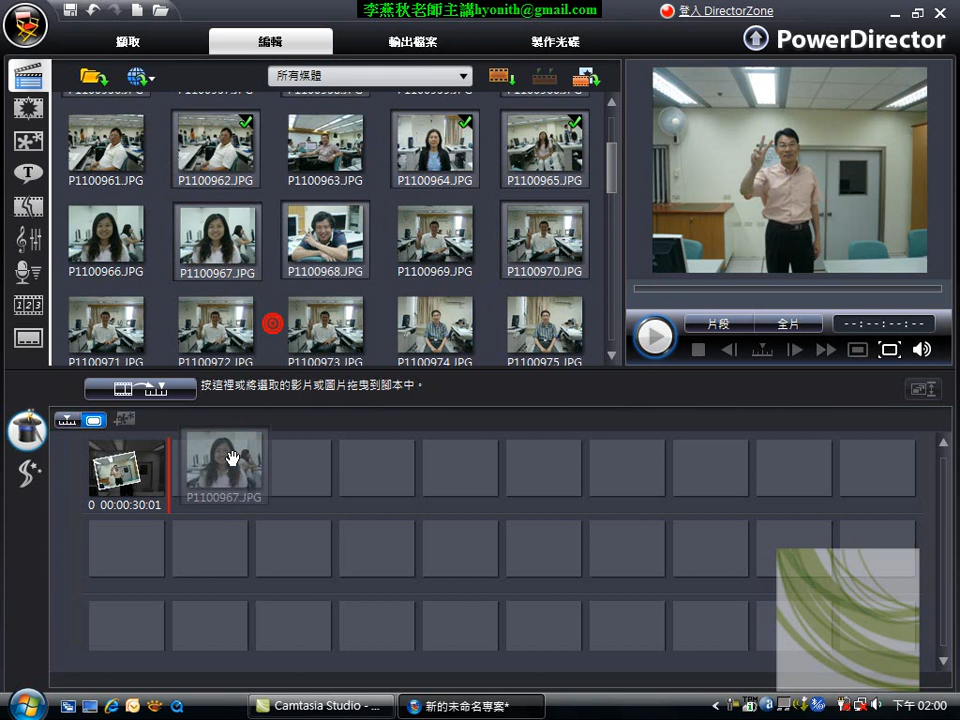 李燕秋老師主講hyonith@gmail.com
登入 DirectorZone
擷取
編輯
輸出檔案
製作光碟
PowerDirector
所有媒體
P1100961.JPG
P1100962.JPG
P1100963.JPG
P1100964.JPG
P1100965.JPG
P1100966.JPG
P1100967.JPG
P1100968.JPG
P1100969.JPG
P1100970.JPG
P1100971.JPG
P1100972.JPG
P1100973.JPG
P1100974.JPG
P1100975.JPG
片段
全片
--:--:--:--
按這裡或將選取的影片或圖片拖曳到腳本中。
P1100967.JPG
0 00:00:30:01
Camtasia Studio - ...
新的未命名專案*
下午 02:00